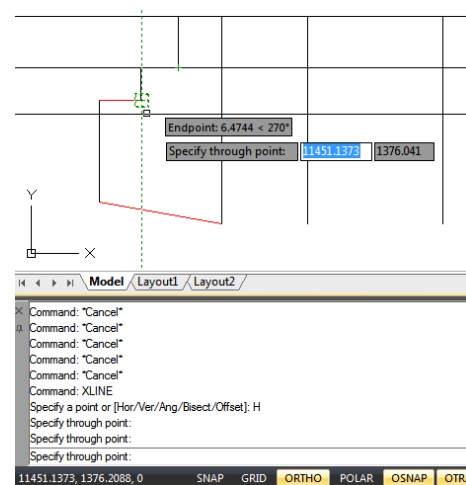 Endpoint: 6.4744 < 270°
Specify through point: 11451.1373 1376.041
Y
X
Model Layout1 Layout2
Command: *Cancel*
Command: *Cancel*
Command: *Cancel*
Command: *Cancel*
Command: *Cancel*
Command: XLINE
Specify a point or [Hor/Ver/Ang/Bisect/Offset]: H
Specify through point:
Specify through point:
Specify through point:
11451.1373, 1376.2088, 0 SNAP GRID ORTHO POLAR OSNAP OTR